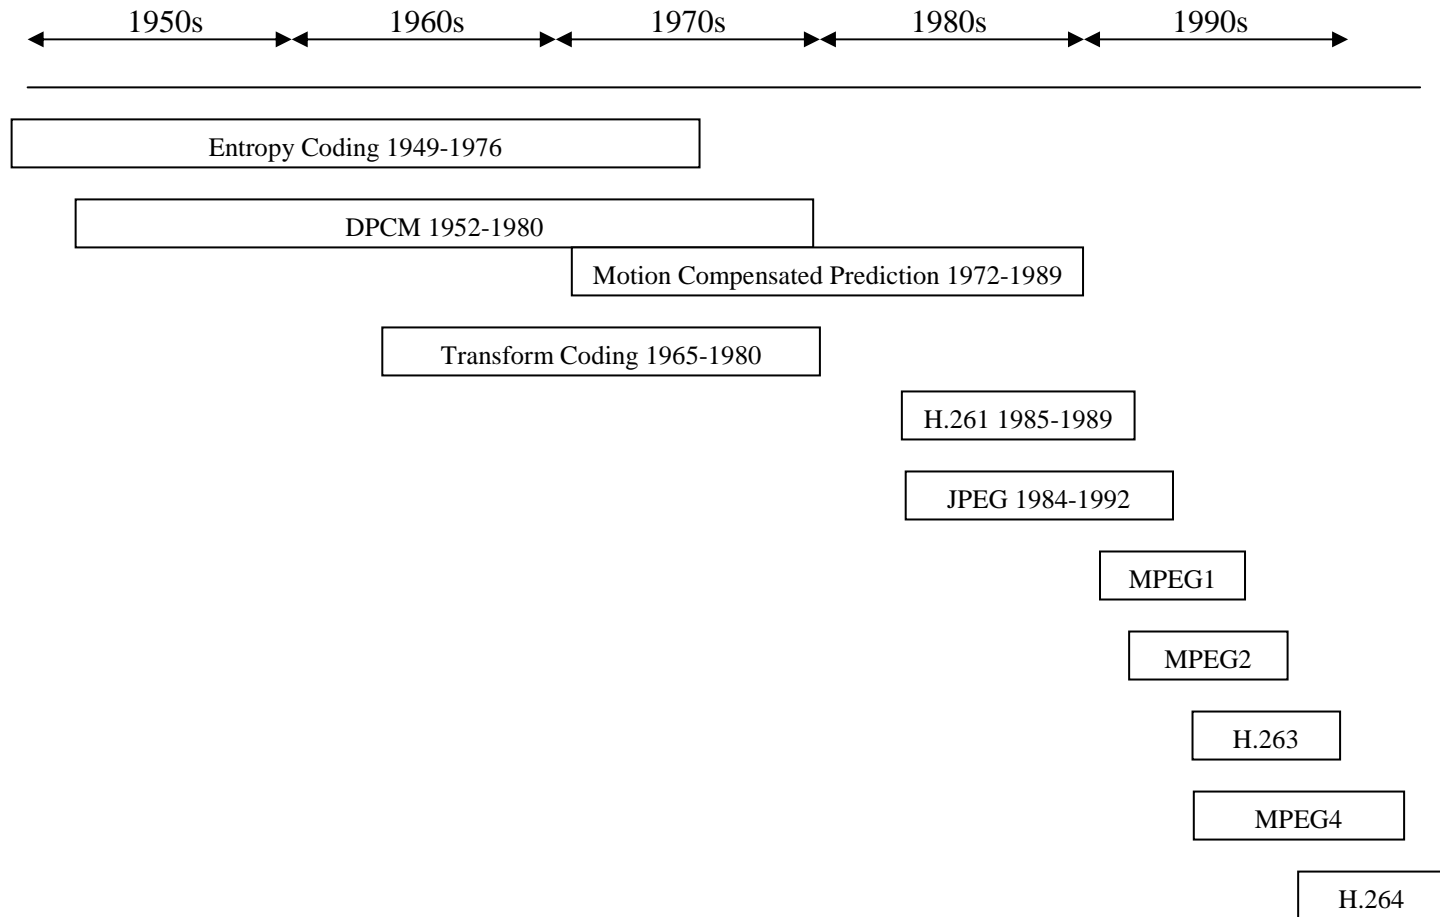 1950s 1960s 1970s 1980s 1990s
Entropy Coding 1949-1976
DPCM 1952-1980
Motion Compensated Prediction 1972-1989
Transform Coding 1965-1980
H.261 1985-1989
JPEG 1984-1992
MPEG1
MPEG2
H.263
MPEG4
H.264